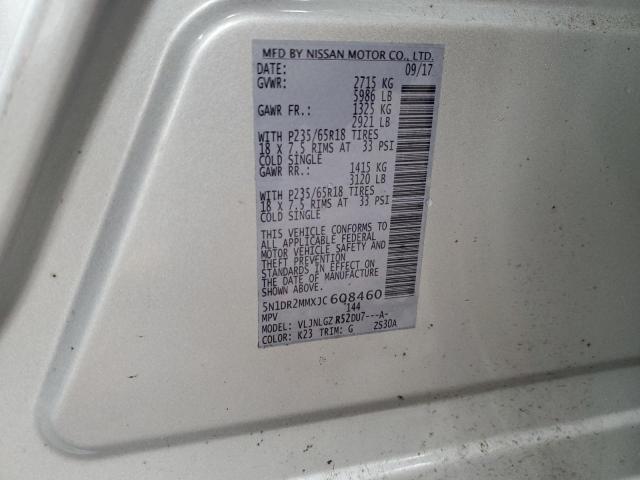 MFD BY NISSAN MOTOR CO., LTD.
DATE: 09/17
GVWR: 2715 KG
5986 LB
GAWR FR.: 1325 KG
2921 LB
WITH P235/65R18 TIRES
18 X 7.5 RIMS AT 33 PSI
COLD SINGLE
GAWR RR.: 1415 KG
3120 LB
WITH P235/65R18 TIRES
18 X 7.5 RIMS AT 33 PSI
COLD SINGLE
THIS VEHICLE CONFORMS TO
ALL APPLICABLE FEDERAL
MOTOR VEHICLE SAFETY AND
THEFT PREVENTION
STANDARDS IN EFFECT ON
THE DATE OF MANUFACTURE
SHOWN ABOVE.
5N1DR2MMXJC608460
MPV 144
MODEL: VLJNLGZ R52DU7---A-
COLOR: K23 TRIM: G ZS30A